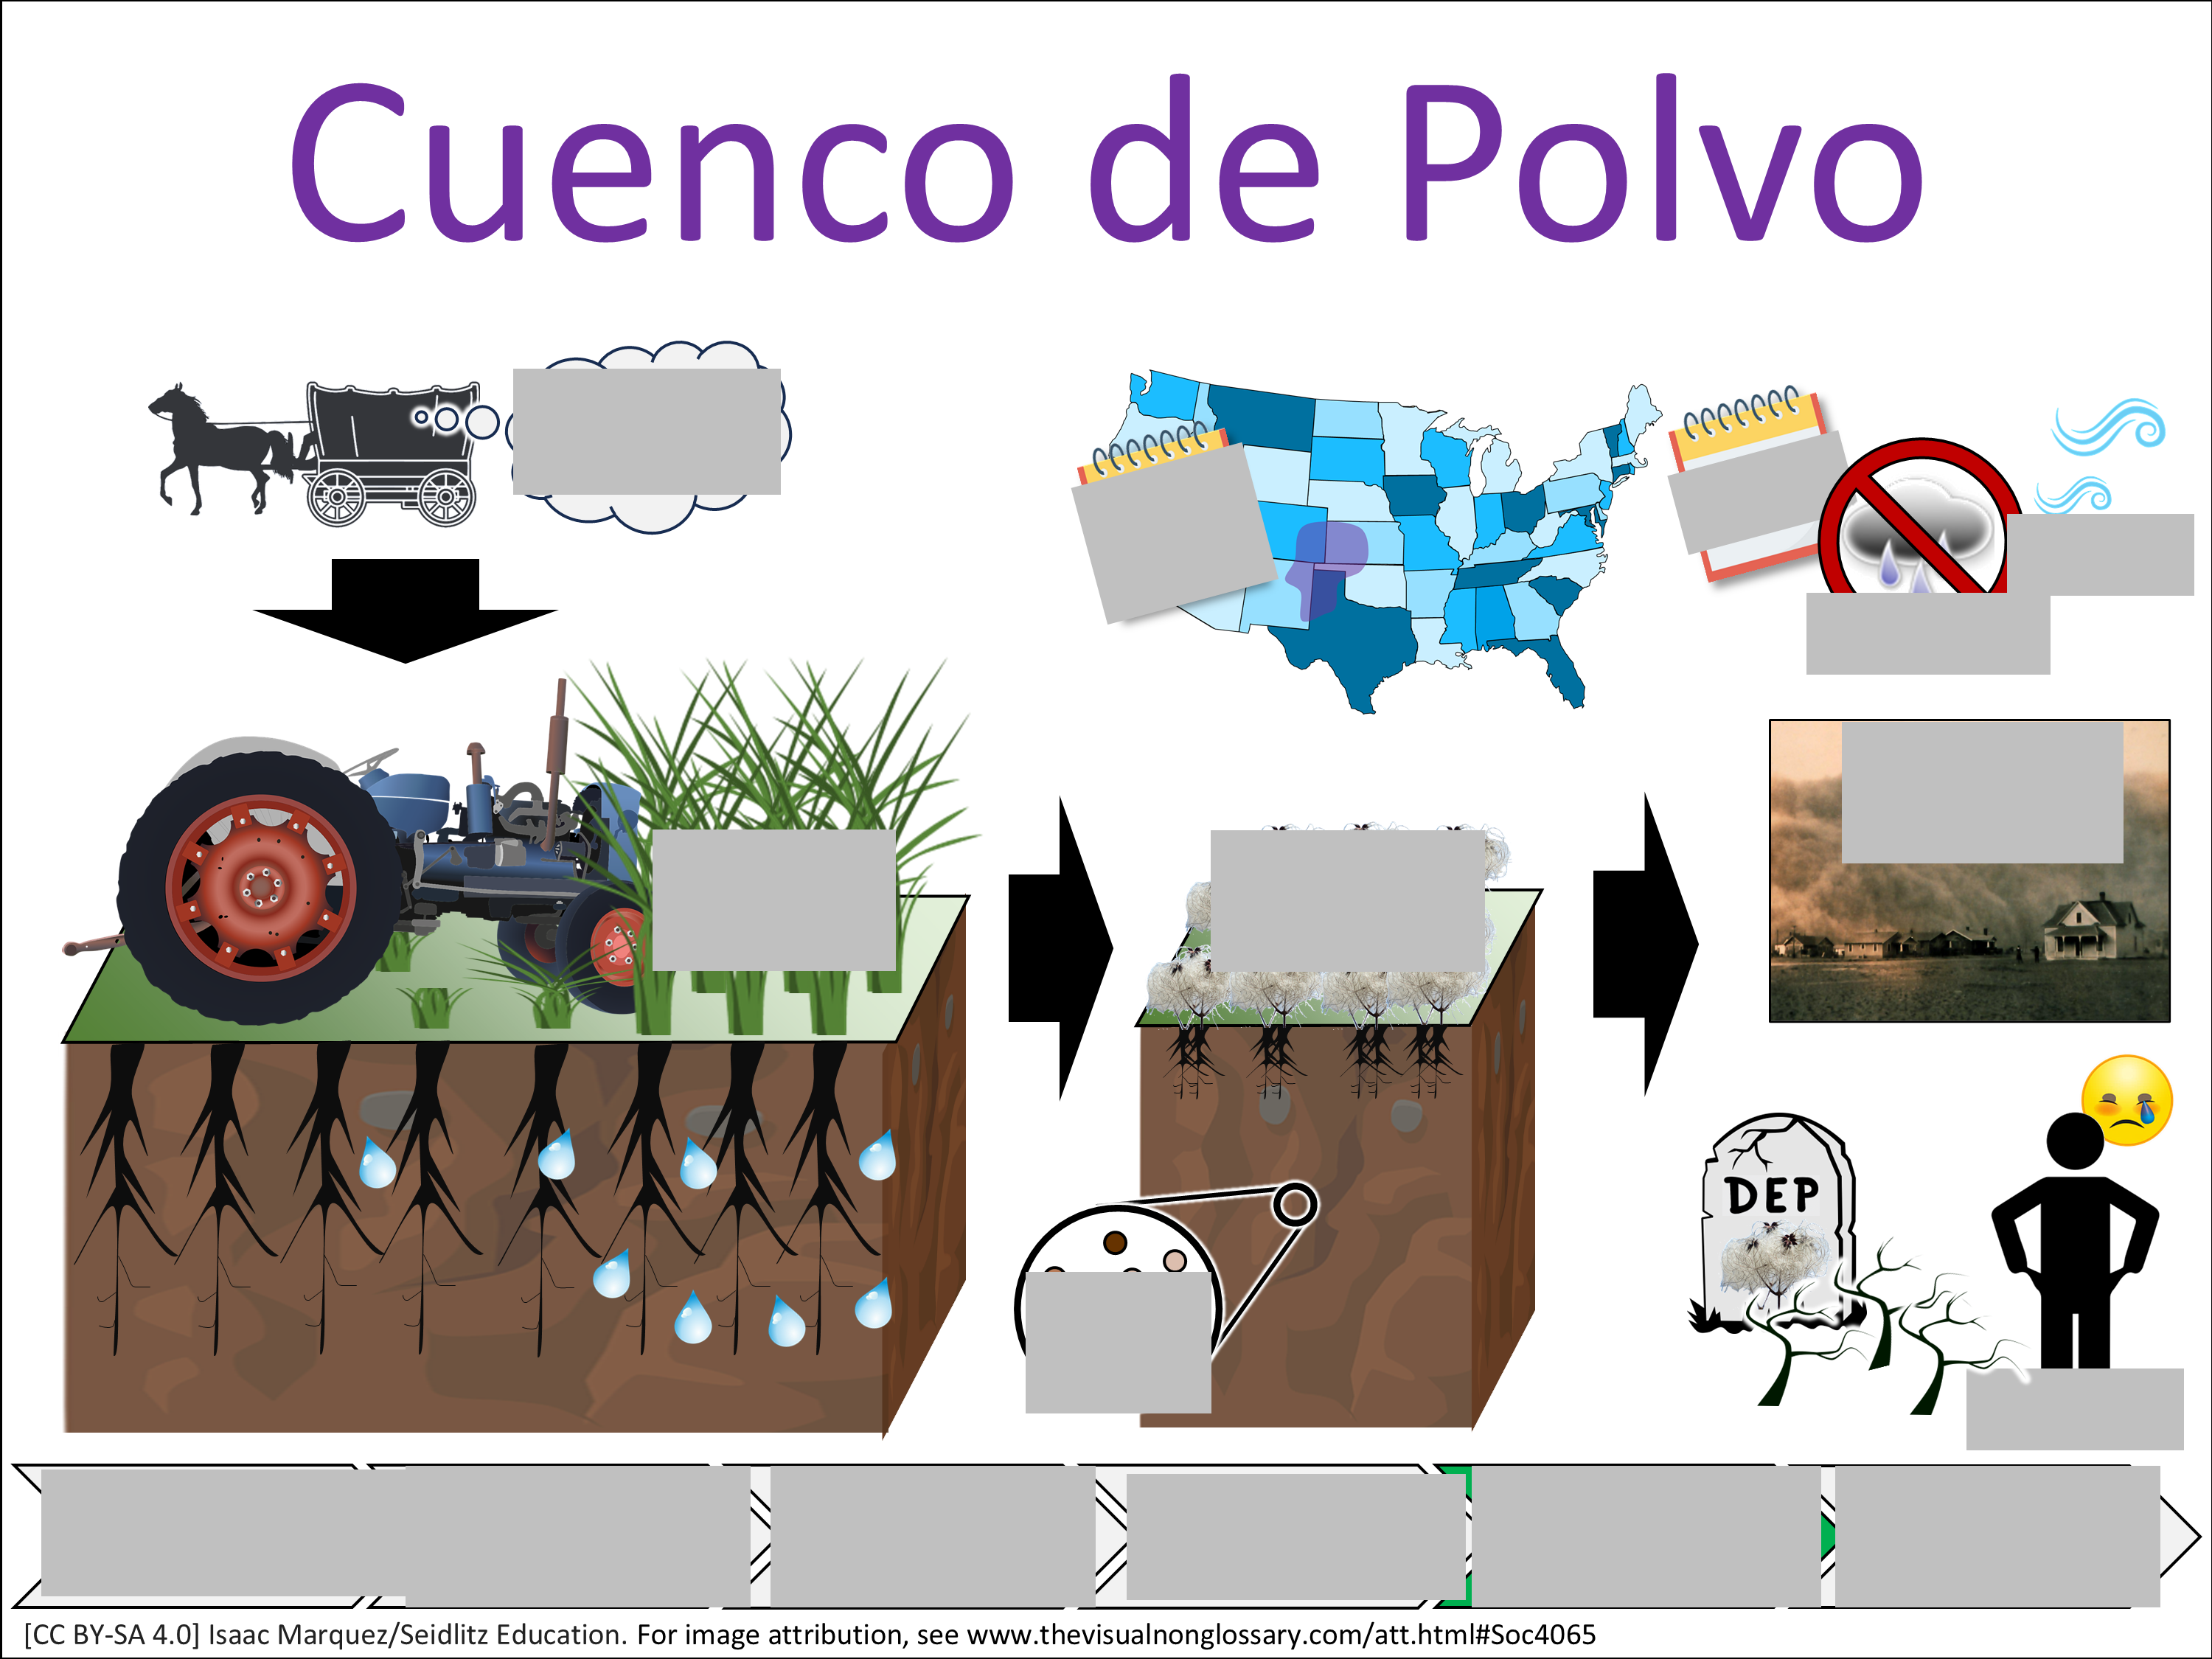 Cuenco de Polvo
DEP
[CC BY-SA 4.0] Isaac Marquez/Seidlitz Education. For image attribution, see www.thevisualnonglossary.com/att.html#Soc4065